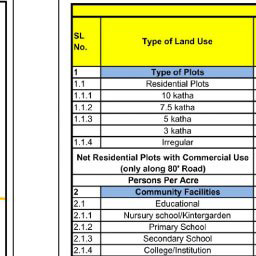 SL No. Type of Land Use
1 Type of Plots
1.1 Residential Plots
1.1.1 10 katha
1.1.2 7.5 katha
1.1.3 5 katha
3 katha
1.1.4 Irregular
Net Residential Plots with Commercial Use
(only along 80' Road)
Persons Per Acre
2 Community Facilities
2.1 Educational
2.1.1 Nursury school/Kintergarden
2.1.2 Primary School
2.1.3 Secondary School
2.1.4 College/Institution